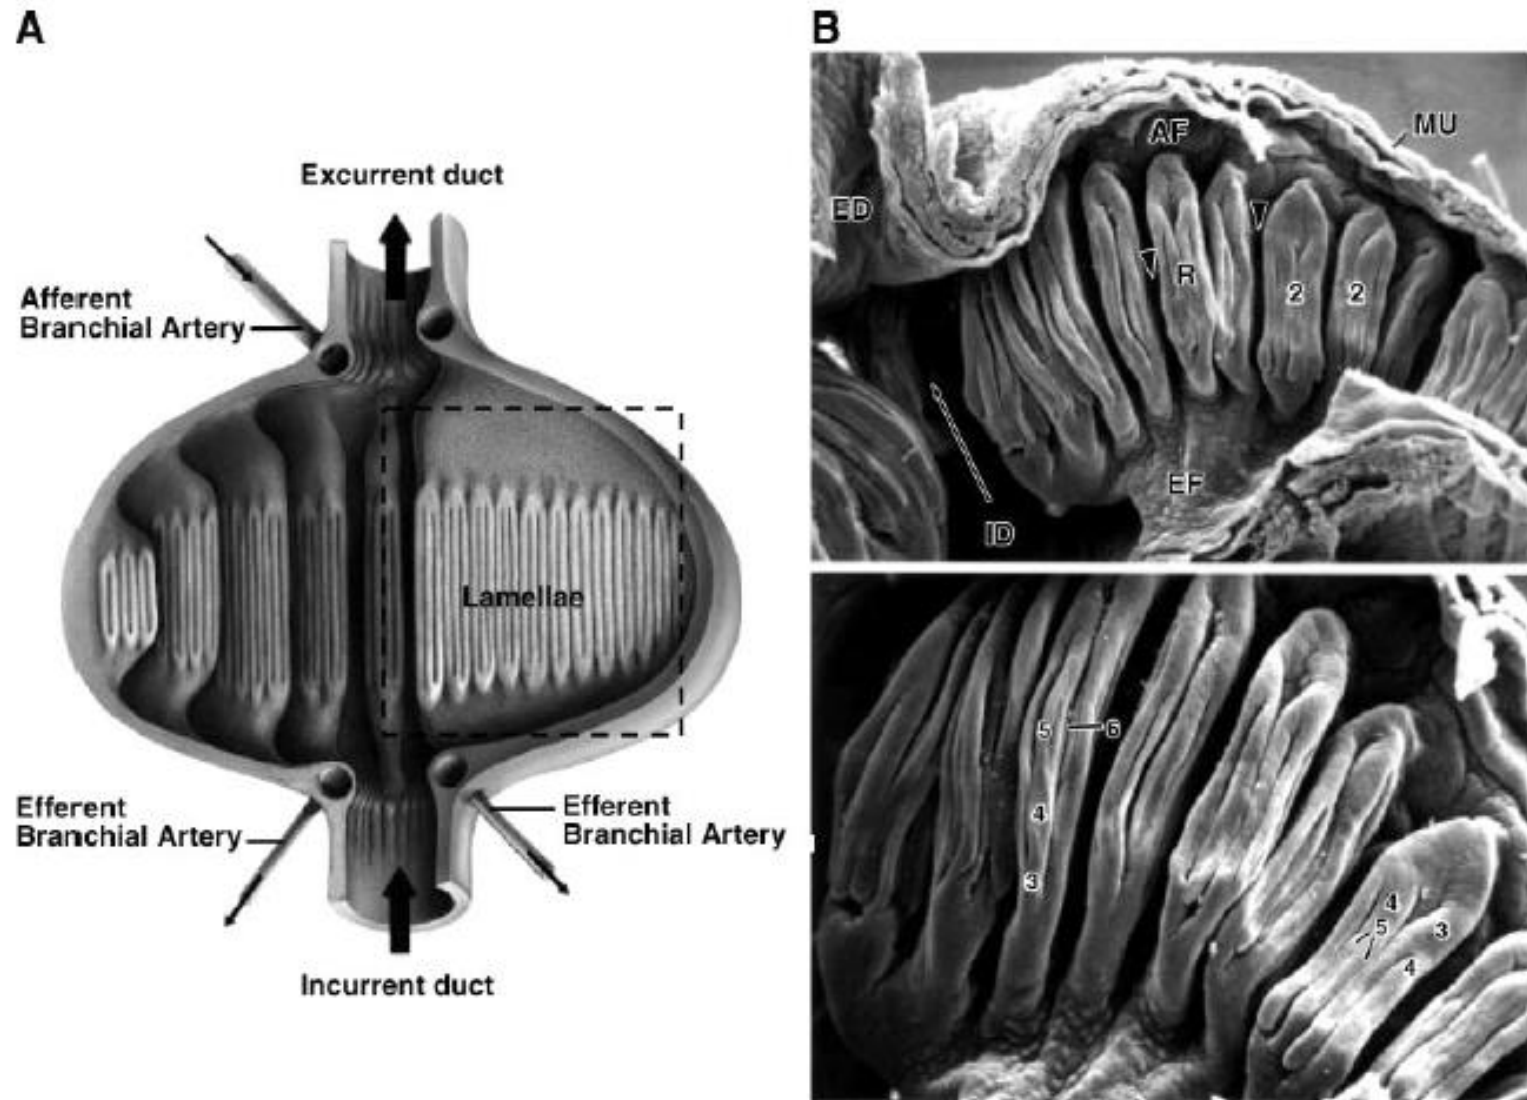 A
Excurrent duct
Afferent
Branchial Artery
Lamellae
Efferent
Branchial Artery
Efferent
Branchial Artery
Incurrent duct
B
AF
MU
ED
R
2
2
EF
ID
5
6
4
3
4
5
3
4